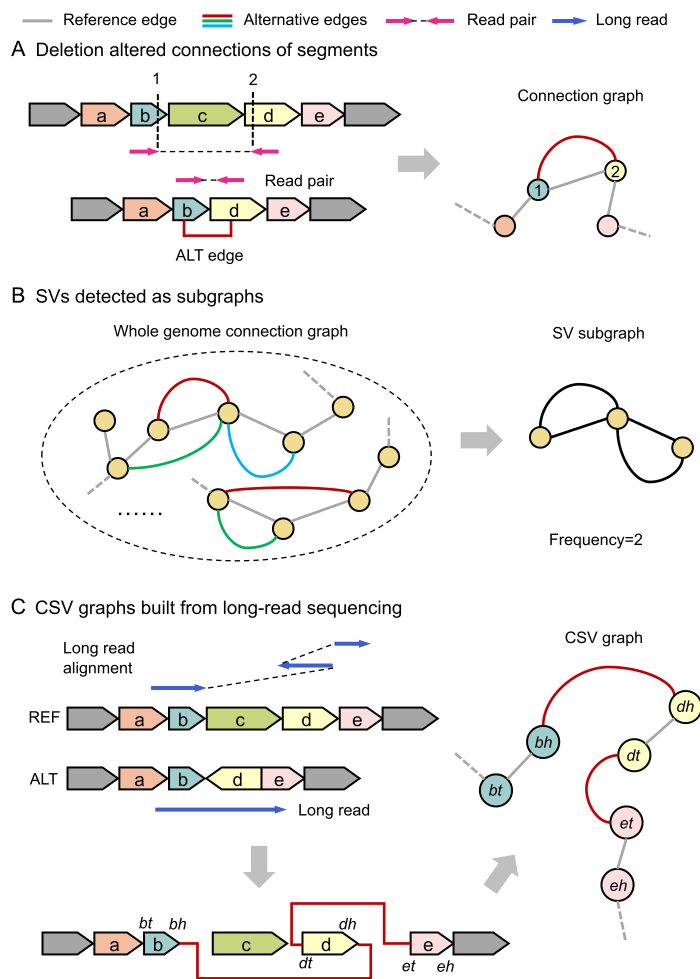 Reference edge Alternative edges Read pair Long read
A Deletion altered connections of segments
1 2
a b c d e
Read pair
a b d e
ALT edge
Connection graph
1 2
B SVs detected as subgraphs
Whole genome connection graph
......
SV subgraph
Frequency=2
C CSV graphs built from long-read sequencing
Long read
alignment
REF a b c d e
ALT a b d e
Long read
CSV graph
dh
bh
dt
bt
et
eh
bt bh dh
a b c d e
dt et eh